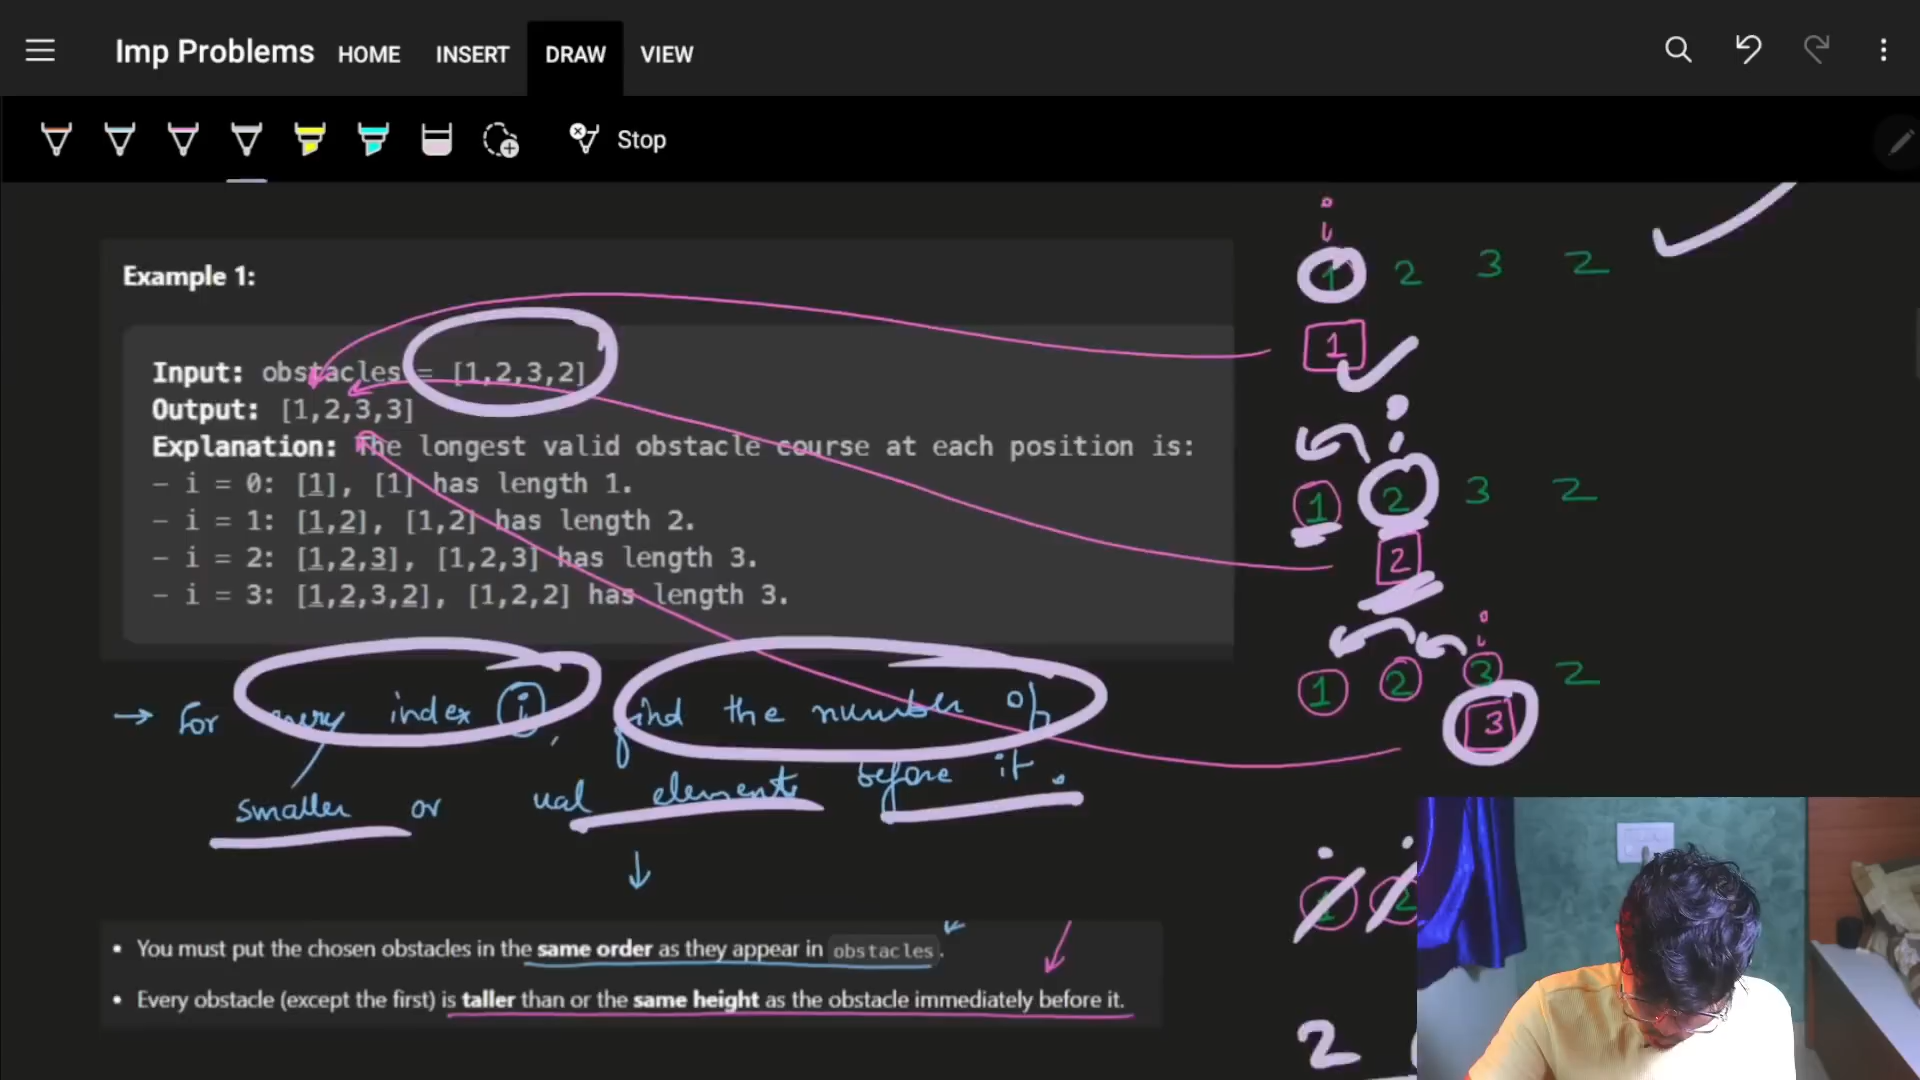 Imp Problems HOME INSERT DRAW VIEW
Stop
Example 1:
Input: obstacles = [1,2,3,2]
Output: [1,2,3,3]
Explanation: The longest valid obstacle course at each position is:
– i = 0: [1], [1] has length 1.
– i = 1: [1,2], [1,2] has length 2.
– i = 2: [1,2,3], [1,2,3] has length 3.
– i = 3: [1,2,3,2], [1,2,2] has length 3.
→ For every index i, find the number of
smaller or ual elements before it.
• You must put the chosen obstacles in the same order as they appear in obstacles.
• Every obstacle (except the first) is taller than or the same height as the obstacle immediately before it.
i
1 2 3 2
1
1 2 3 2
2
i
1 2 3 2
3
1 2
2